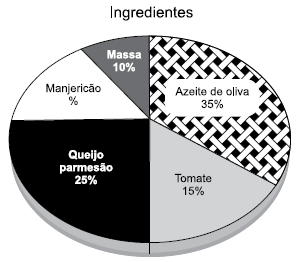 Ingredientes
Massa
10%
Azeite de oliva
35%
Manjericão
%
Queijo
parmesão
25%
Tomate
15%